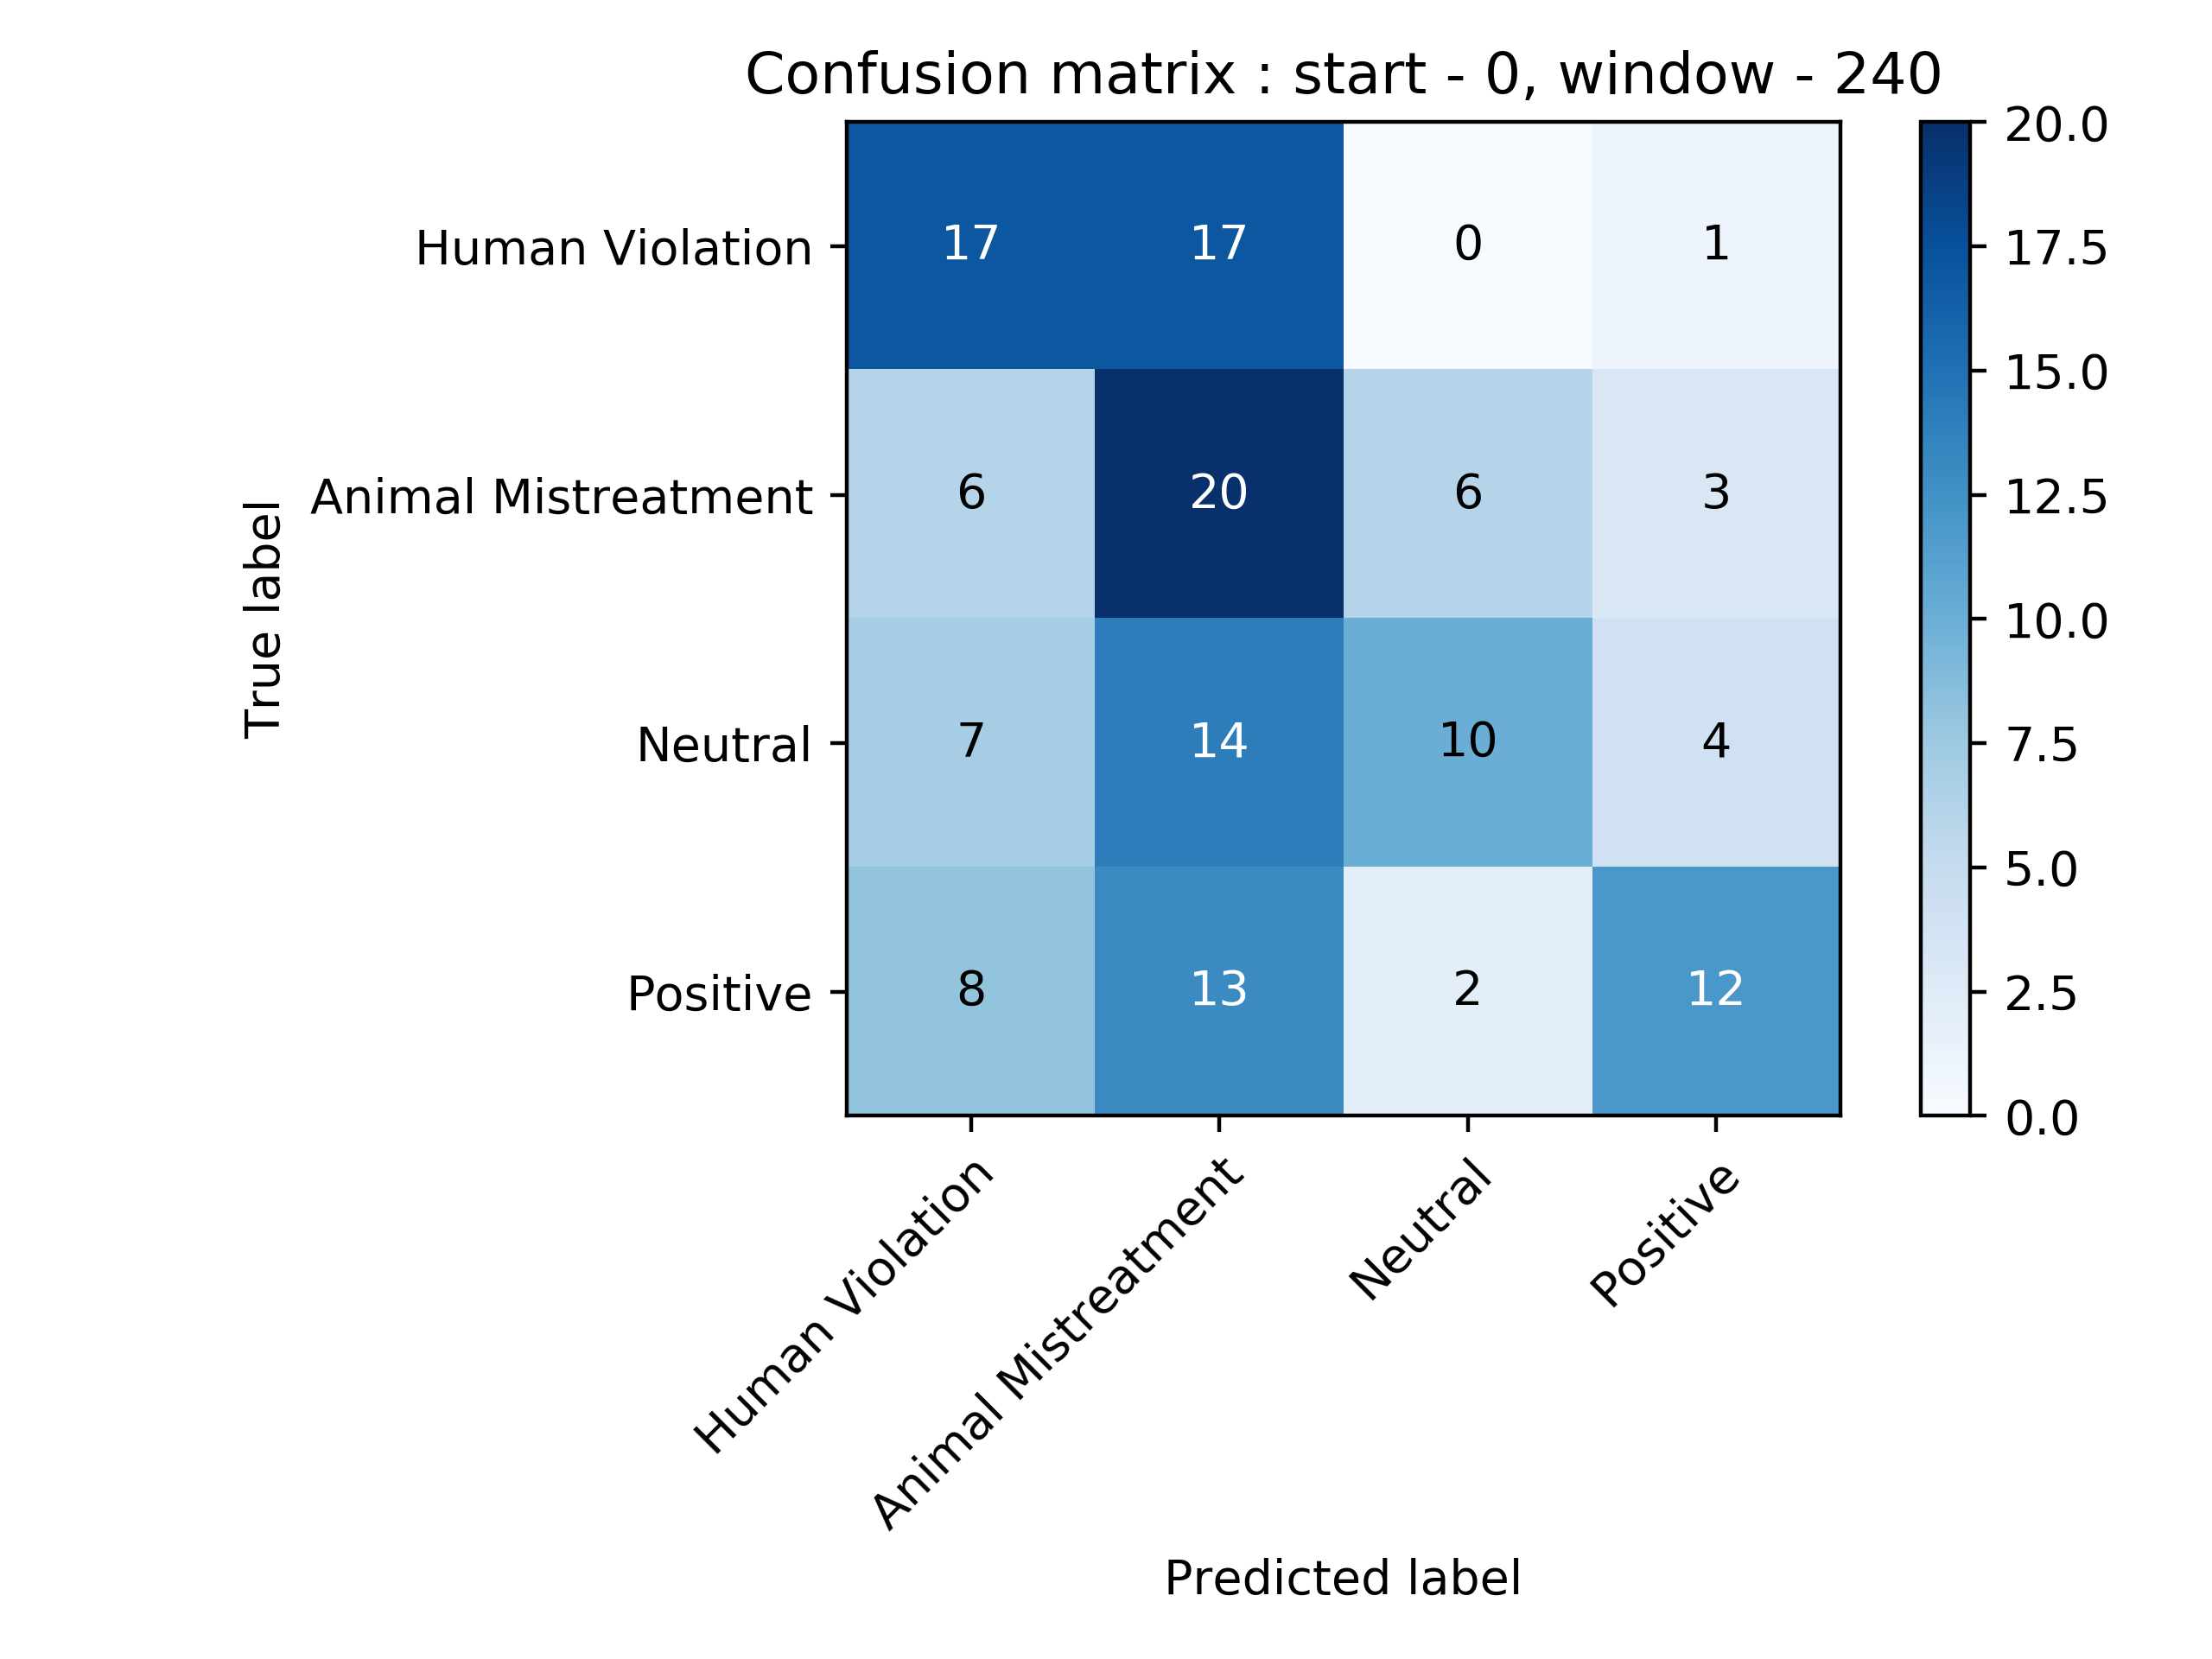 Confusion matrix : start - 0, window - 240
20.0
17.5
15.0
12.5
10.0
7.5
5.0
2.5
0.0
True label
Human Violation 17 17 0 1
Animal Mistreatment 6 20 6 3
Neutral 7 14 10 4
Positive 8 13 2 12
Human Violation
Animal Mistreatment
Neutral
Positive
Predicted label